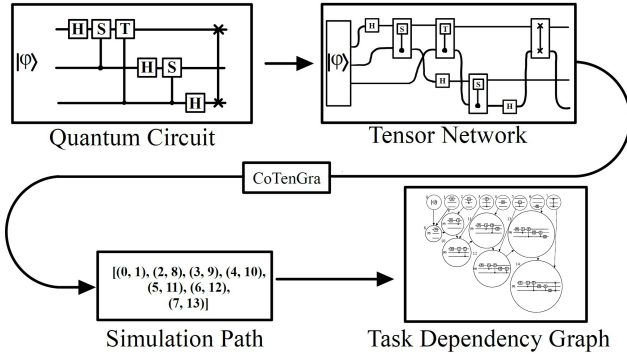 H S T
|φ⟩ H S
H
Quantum Circuit
H S T
|φ⟩ H S
H
Tensor Network
CoTenGra
[(0, 1), (2, 8), (3, 9), (4, 10),
(5, 11), (6, 12),
(7, 13)]
Simulation Path
Task Dependency Graph